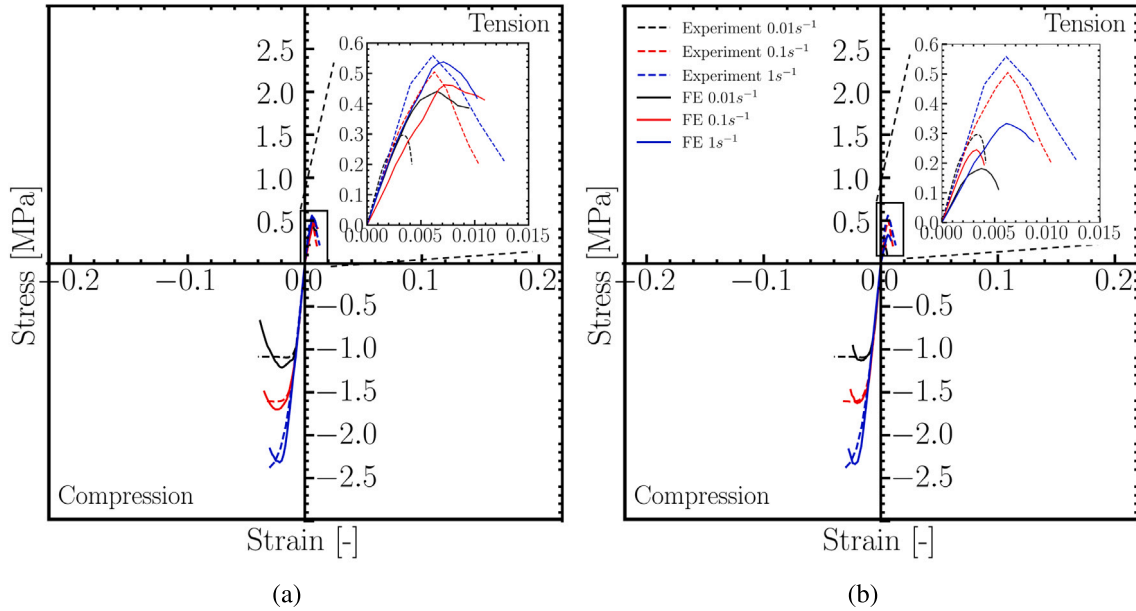 Tension
2.5
2.0
1.5
1.0
0.5
0.6
0.5
0.4
0.3
0.2
0.1
0.0
0.000 0.005 0.010 0.015
−0.2 −0.1 0.0 0.1 0.2
−0.5
−1.0
−1.5
−2.0
−2.5
Stress [MPa]
Compression
Strain [-]
(a)
Tension
Experiment 0.01s⁻¹
Experiment 0.1s⁻¹
Experiment 1s⁻¹
FE 0.01s⁻¹
FE 0.1s⁻¹
FE 1s⁻¹
2.5
2.0
1.5
1.0
0.5
0.6
0.5
0.4
0.3
0.2
0.1
0.0
0.000 0.005 0.010 0.015
−0.2 −0.1 0.0 0.1 0.2
−0.5
−1.0
−1.5
−2.0
−2.5
Stress [MPa]
Compression
Strain [-]
(b)